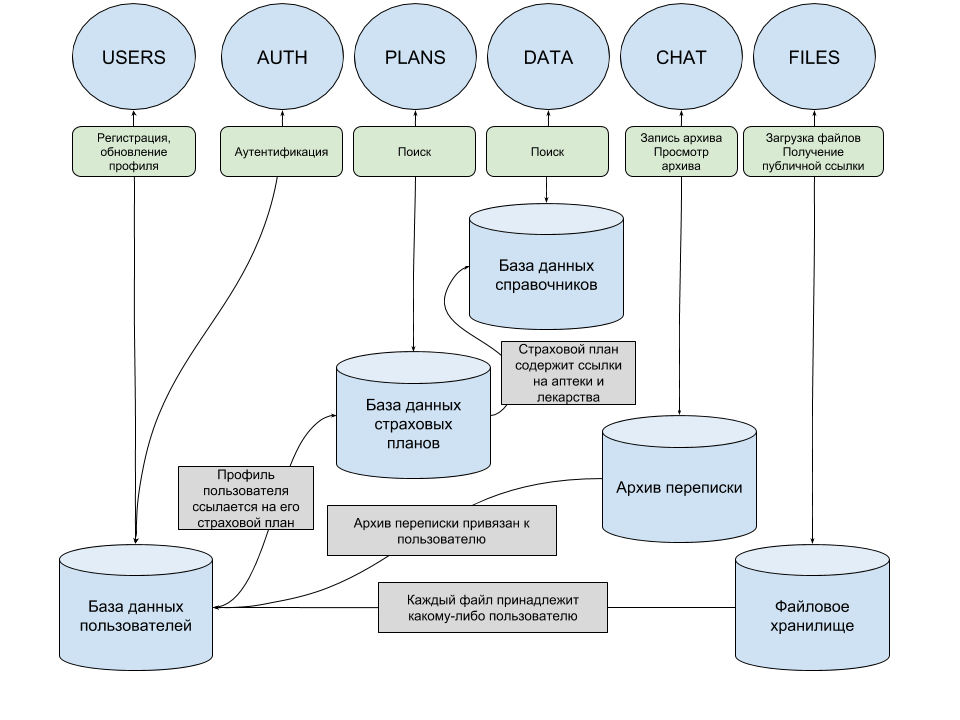 USERS
AUTH
PLANS
DATA
CHAT
FILES
Регистрация,
обновление
профиля
Аутентификация
Поиск
Поиск
Запись архива
Просмотр
архива
Загрузка файлов
Получение
публичной ссылки
База данных
справочников
Страховой план
содержит ссылки
на аптеки и
лекарства
База данных
страховых
планов
Профиль
пользователя
ссылается на его
страховой план
Архив переписки
Архив переписки привязан к
пользователю
База данных
пользователей
Каждый файл принадлежит
какому-либо пользователю
Файловое
хранилище